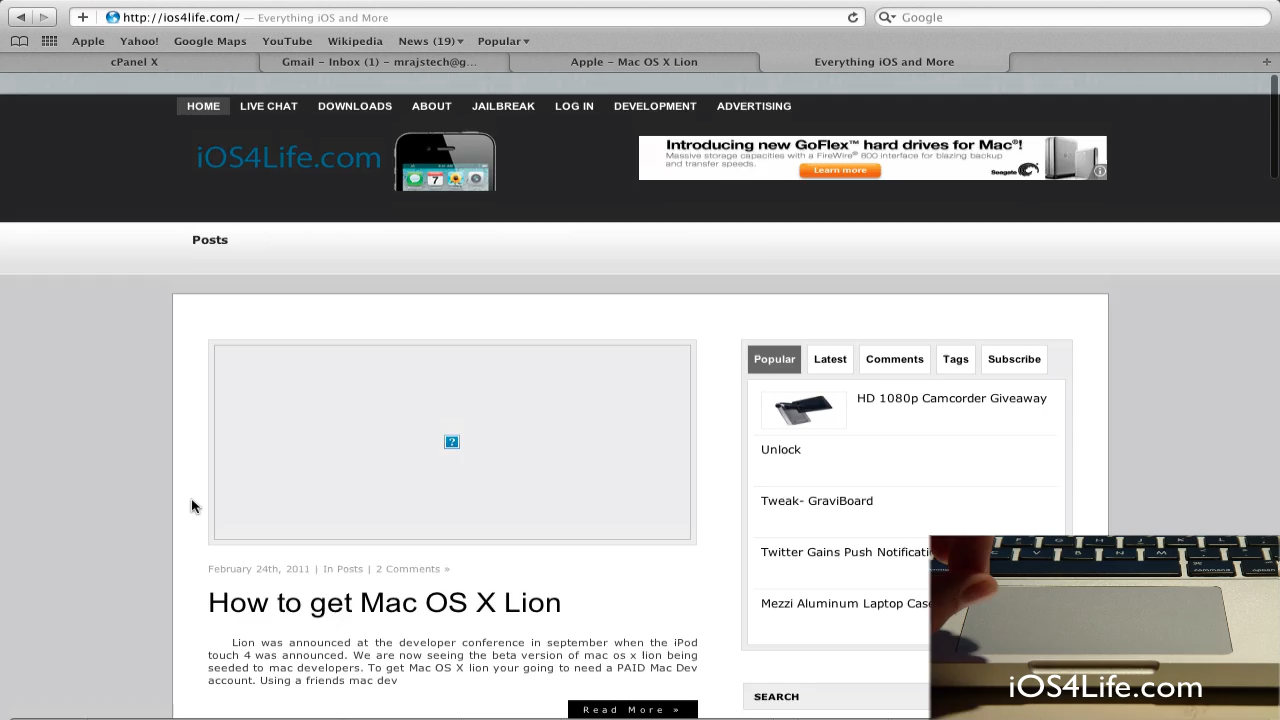 http://ios4life.com/ — Everything iOS and More
Google
Apple Yahoo! Google Maps YouTube Wikipedia News (19) Popular
cPanel X
Gmail – Inbox (1) – mrajstech@g...
Apple – Mac OS X Lion
Everything iOS and More
HOME LIVE CHAT DOWNLOADS ABOUT JAILBREAK LOG IN DEVELOPMENT ADVERTISING
iOS4Life.com
Introducing new GoFlex™ hard drives for Mac!
Massive storage capacities with a FireWire® 800 interface for blazing backup
and transfer speeds.
Learn more
Seagate
Posts
Popular Latest Comments Tags Subscribe
HD 1080p Camcorder Giveaway
Unlock
Tweak- GraviBoard
Twitter Gains Push Notificati
Mezzi Aluminum Laptop Cas
SEARCH
February 24th, 2011 | In Posts | 2 Comments »
How to get Mac OS X Lion
Lion was announced at the developer conference in september when the iPod
touch 4 was announced. We are now seeing the beta version of mac os x lion being
seeded to mac developers. To get Mac OS X lion your going to need a PAID Mac Dev
account. Using a friends mac dev
Read More »
command option
iOS4Life.com